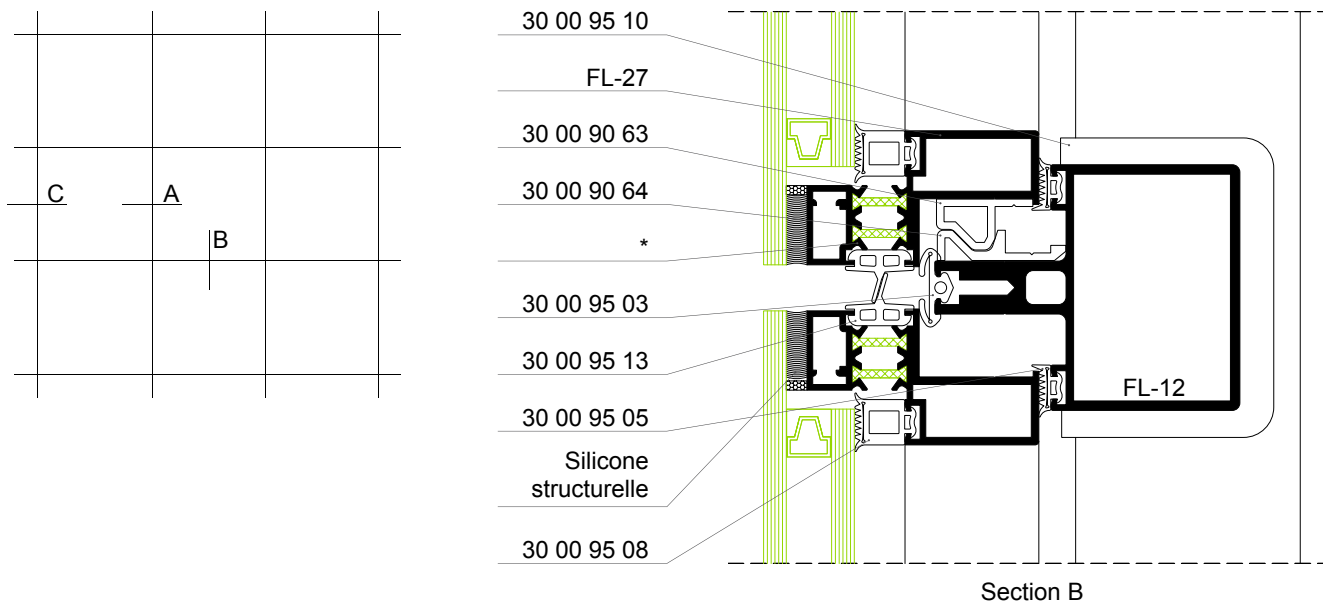 C
A
B
30 00 95 10
FL-27
30 00 90 63
30 00 90 64
*
30 00 95 03
30 00 95 13
30 00 95 05
Silicone
structurelle
30 00 95 08
FL-12
Section B